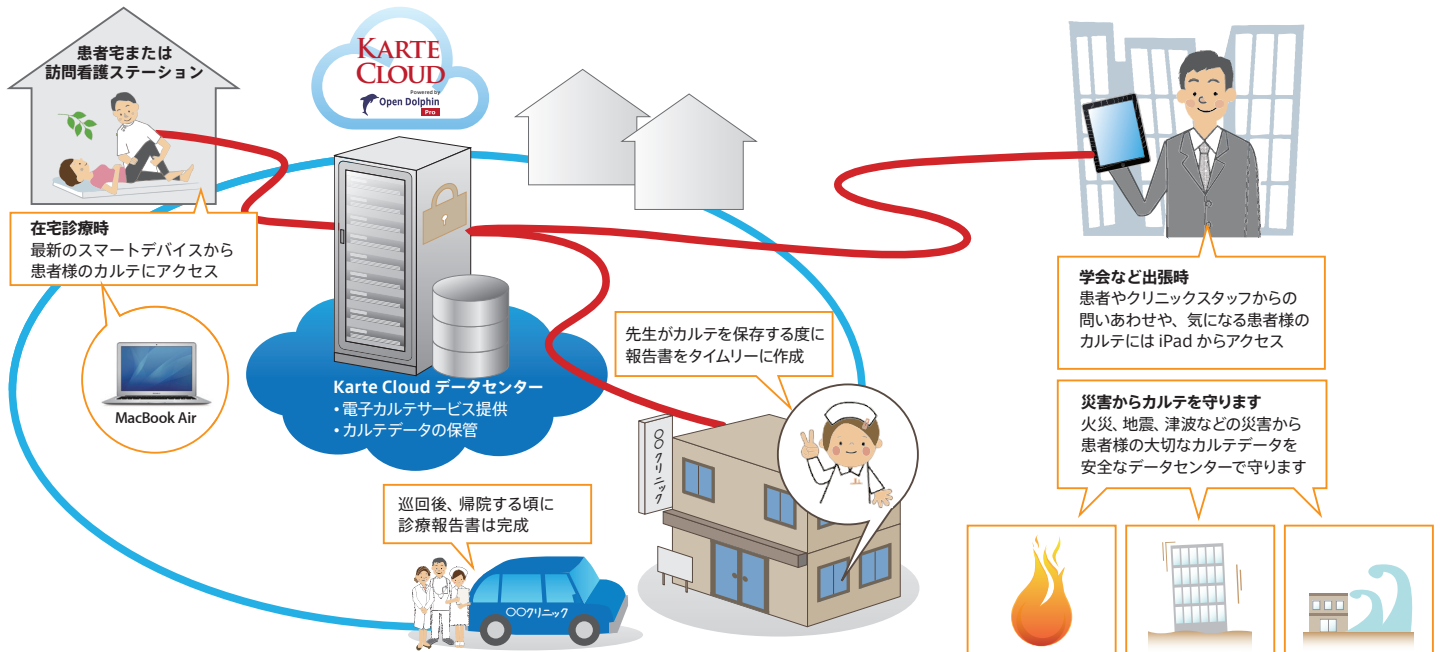 患者宅または
訪問看護ステーション
KARTE
CLOUD
Powered by
Open Dolphin
Pro
在宅診療時
最新のスマートデバイスから
患者様のカルテにアクセス
MacBook Air
Karte Cloud データセンター
・電子カルテサービス提供
・カルテデータの保管
先生がカルテを保存する度に
報告書をタイムリーに作成
〇〇クリニック
巡回後、帰院する頃に
診療報告書は完成
〇〇クリニック
学会など出張時
患者やクリニックスタッフからの
問いあわせや、気になる患者様の
カルテには iPad からアクセス
災害からカルテを守ります
火災、地震、津波などの災害から
患者様の大切なカルテデータを
安全なデータセンターで守ります